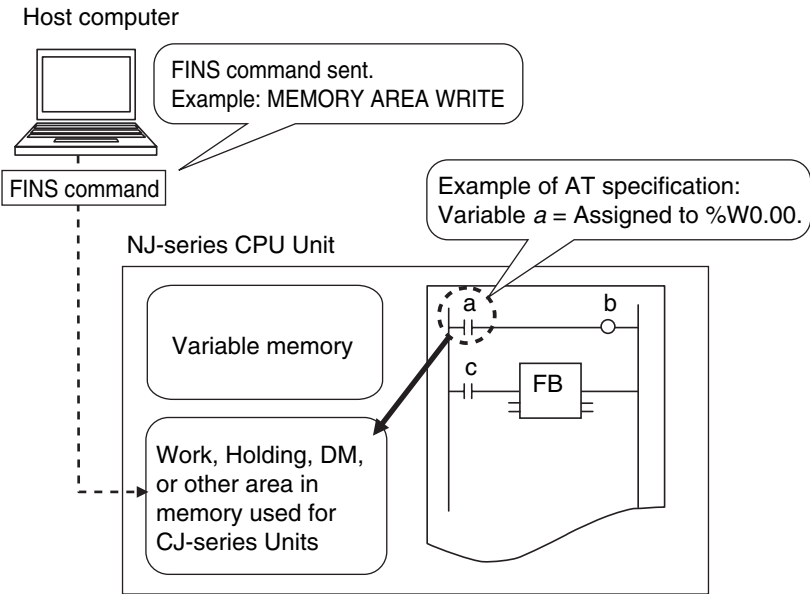 Host computer
FINS command sent.
Example: MEMORY AREA WRITE
FINS command
Example of AT specification:
Variable a = Assigned to %W0.00.
NJ-series CPU Unit
Variable memory
a
b
c
FB
Work, Holding, DM,
or other area in
memory used for
CJ-series Units